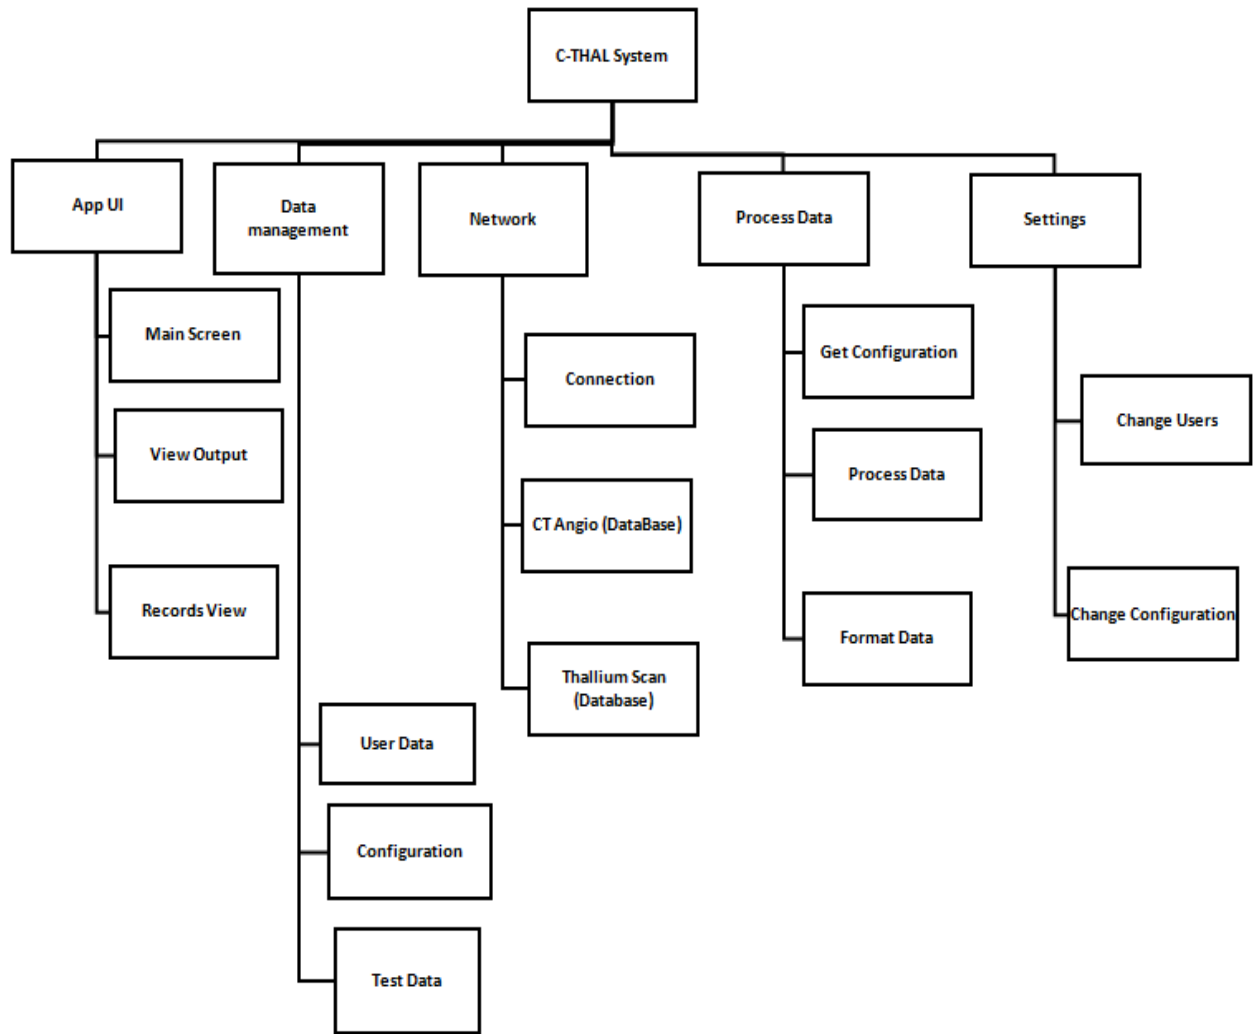 C-THAL System
App UI
Data
management
Network
Process Data
Settings
Main Screen
View Output
Records View
User Data
Configuration
Test Data
Connection
CT Angio (DataBase)
Thallium Scan
(Database)
Get Configuration
Process Data
Format Data
Change Users
Change Configuration